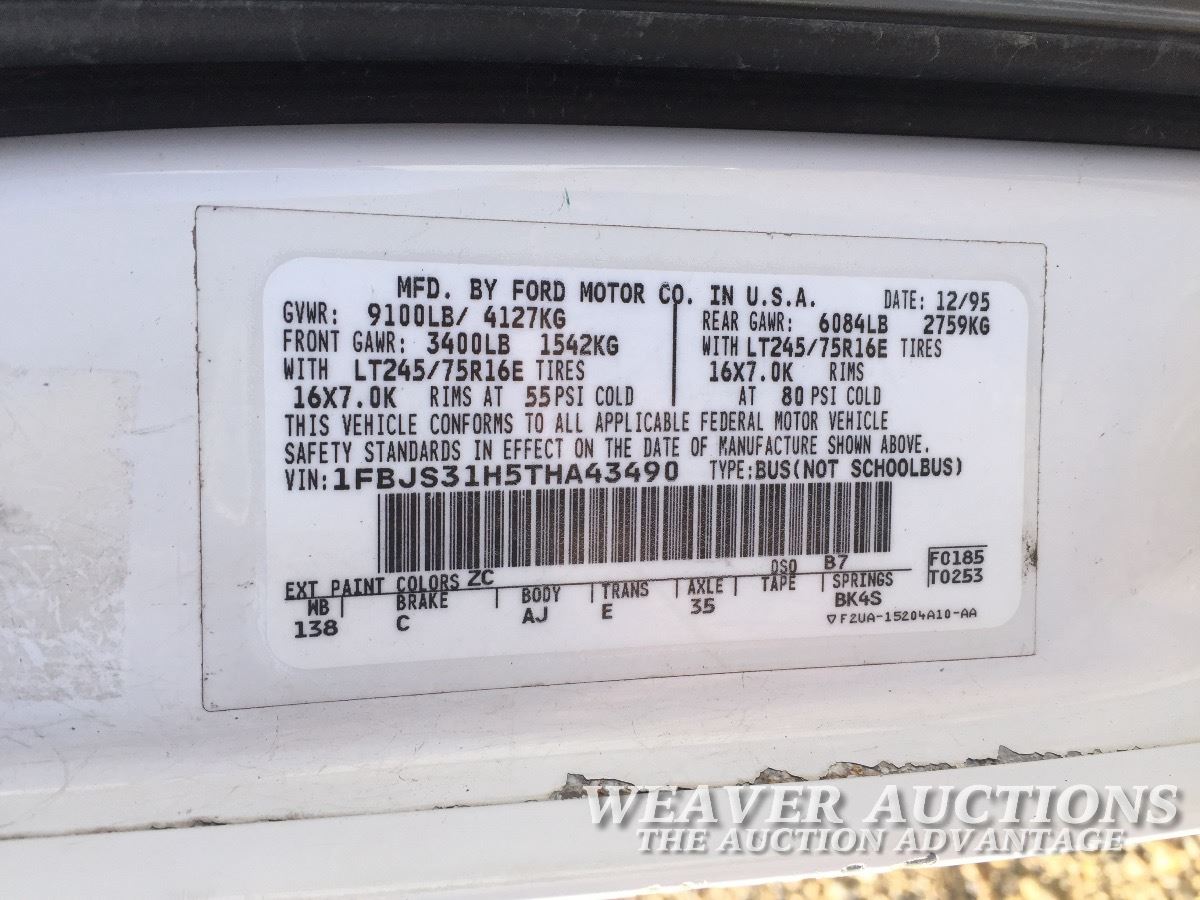 MFD. BY FORD MOTOR CO. IN U.S.A.
DATE: 12/95
GVWR: 9100LB/ 4127KG
REAR GAWR: 6084LB 2759KG
FRONT GAWR: 3400LB 1542KG
WITH LT245/75R16E TIRES
WITH LT245/75R16E TIRES
16X7.0K RIMS
16X7.0K RIMS AT 55PSI COLD
AT 80 PSI COLD
THIS VEHICLE CONFORMS TO ALL APPLICABLE FEDERAL MOTOR VEHICLE
SAFETY STANDARDS IN EFFECT ON THE DATE OF MANUFACTURE SHOWN ABOVE.
VIN: 1FBJS31H5THA43490 TYPE: BUS(NOT SCHOOLBUS)
EXT PAINT COLORS ZC DSO B7 F0185
WB BRAKE BODY TRANS AXLE TAPE SPRINGS T0253
138 C AJ E 35 BK4S
▽F2UA-15204A10-AA
WEAVER AUCTIONS
THE AUCTION ADVANTAGE